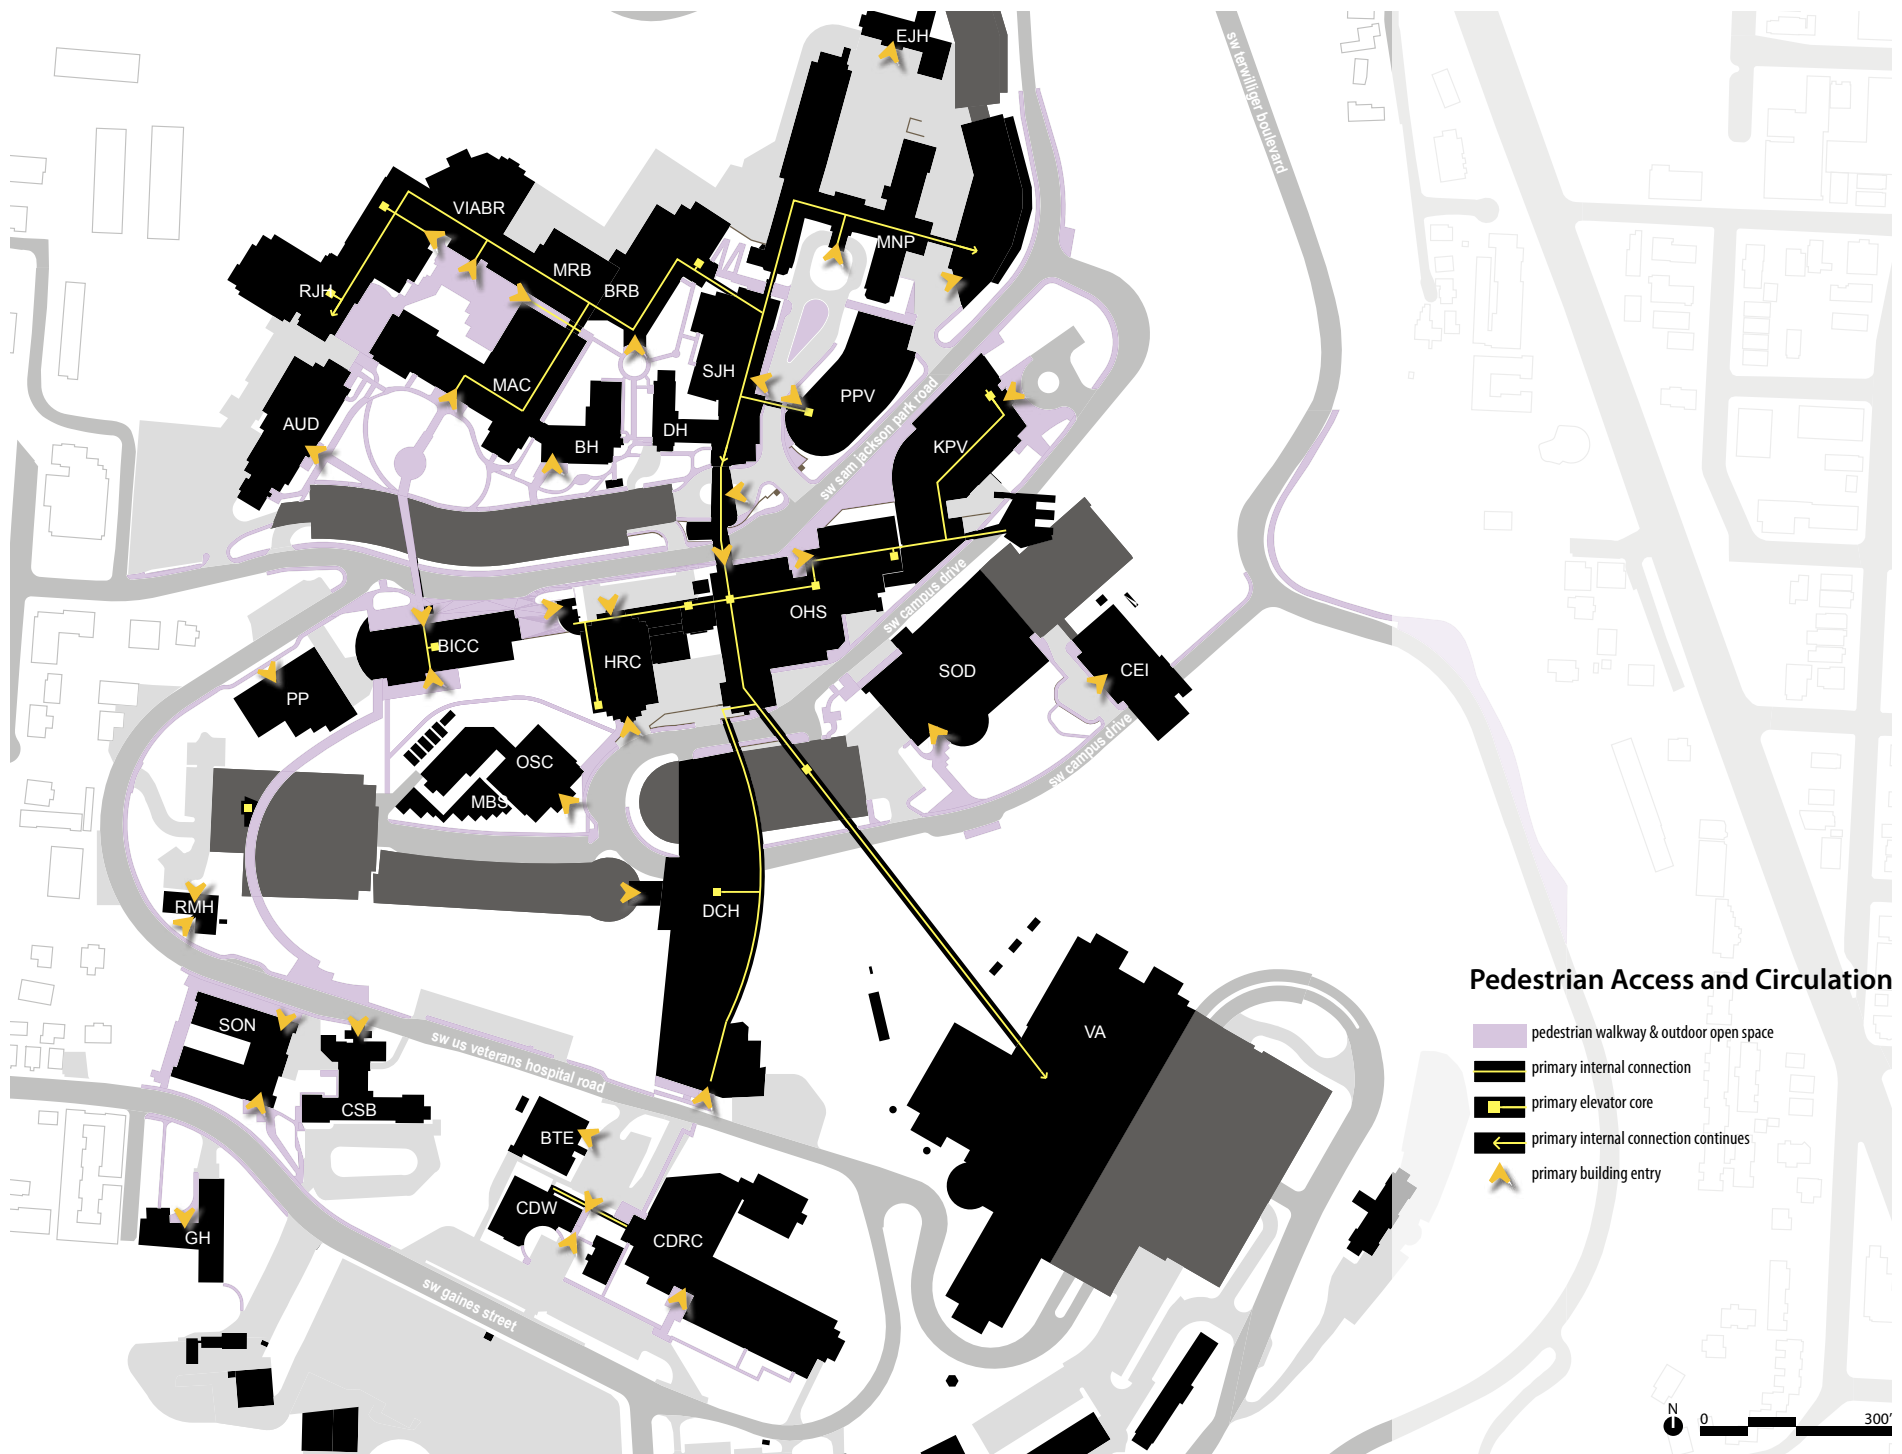 EJH
sw terwilliger boulevard
VIABR
MNP
MRB
RJH
BRB
SJH
MAC
PPV
AUD
DH
BH
KPV
sw sam jackson park road
OHS
sw campus drive
BICC
HRC
SOD
CEI
PP
sw campus drive
OSC
MBS
RMH
DCH
Pedestrian Access and Circulation
SON
VA
pedestrian walkway & outdoor open space
sw us veterans hospital road
primary internal connection
CSB
primary elevator core
BTE
primary internal connection continues
primary building entry
CDW
GH
CDRC
sw gaines street
N
0
300'